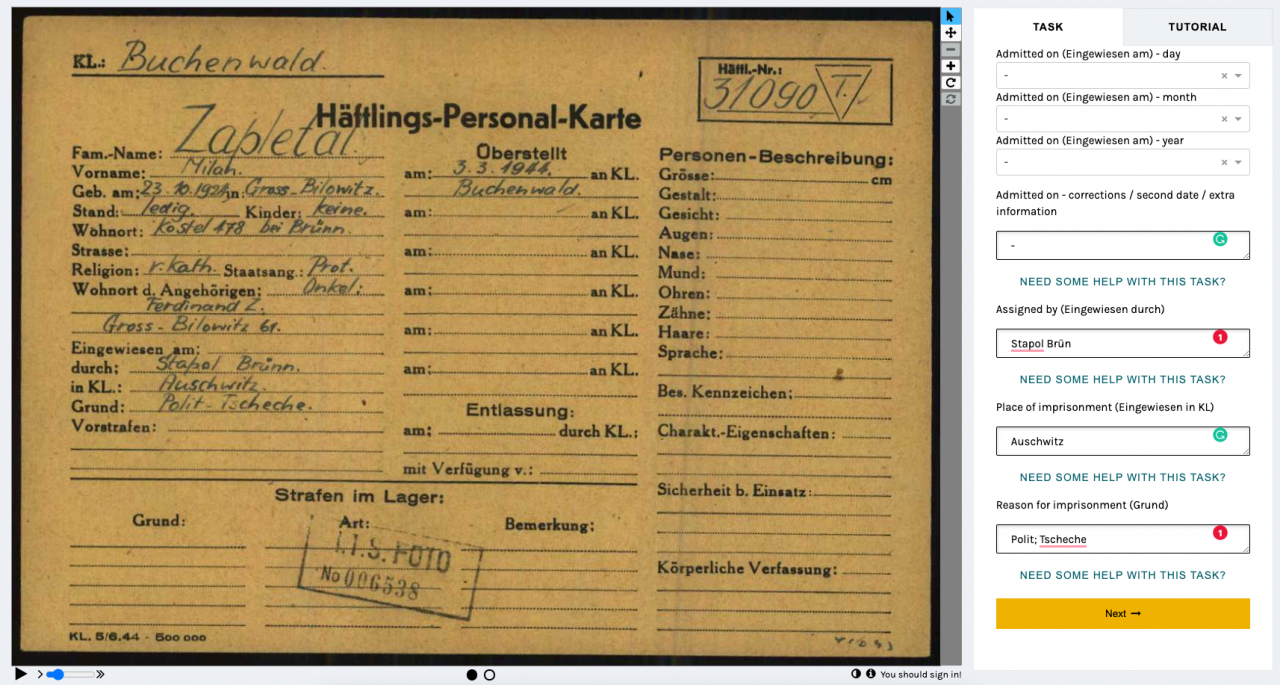 KL.: Buchenwald.
Häftl.-Nr.:
31090 T.
Häftlings-Personal-Karte
Fam.-Name: Zapletal.
Vorname: Milan.
Geb. am: 23.10.1924 in: Gross-Bilowitz.
Stand: ledig. Kinder: keine.
Wohnort: Kostel 478 bei Brünn.
Strasse:
Religion: r.kath. Staatsang.: Prot.
Wohnort d. Angehörigen: Onkel:
Ferdinand Z.
Gross-Bilowitz 61.
Eingewiesen am:
durch: Stapol Brünn.
in KL.: Auschwitz.
Grund: Polit-Tscheche.
Vorstrafen:
Überstellt
am: 3.3.1944. an KL.
Buchenwald.
am: an KL.
am: an KL.
am: an KL.
am: an KL.
am: an KL.
Entlassung:
am: durch KL.:
mit Verfügung v.:
Personen-Beschreibung:
Grösse: cm
Gestalt:
Gesicht:
Augen:
Nase:
Mund:
Ohren:
Zähne:
Haare:
Sprache:
Bes. Kennzeichen:
Charakt.-Eigenschaften:
Sicherheit b. Einsatz:
Körperliche Verfassung:
Strafen im Lager:
Grund: Art: Bemerkung:
I.T.S. FOTO
No 006538
KL. 5/6.44 - 500 000
You should sign in!
TASK
TUTORIAL
Admitted on (Eingewiesen am) - day
-
Admitted on (Eingewiesen am) - month
-
Admitted on (Eingewiesen am) - year
-
Admitted on - corrections / second date / extra
information
-
NEED SOME HELP WITH THIS TASK?
Assigned by (Eingewiesen durch)
Stapol Brün
1
NEED SOME HELP WITH THIS TASK?
Place of imprisonment (Eingewiesen in KL)
Auschwitz
NEED SOME HELP WITH THIS TASK?
Reason for imprisonment (Grund)
Polit; Tscheche
1
NEED SOME HELP WITH THIS TASK?
Next →